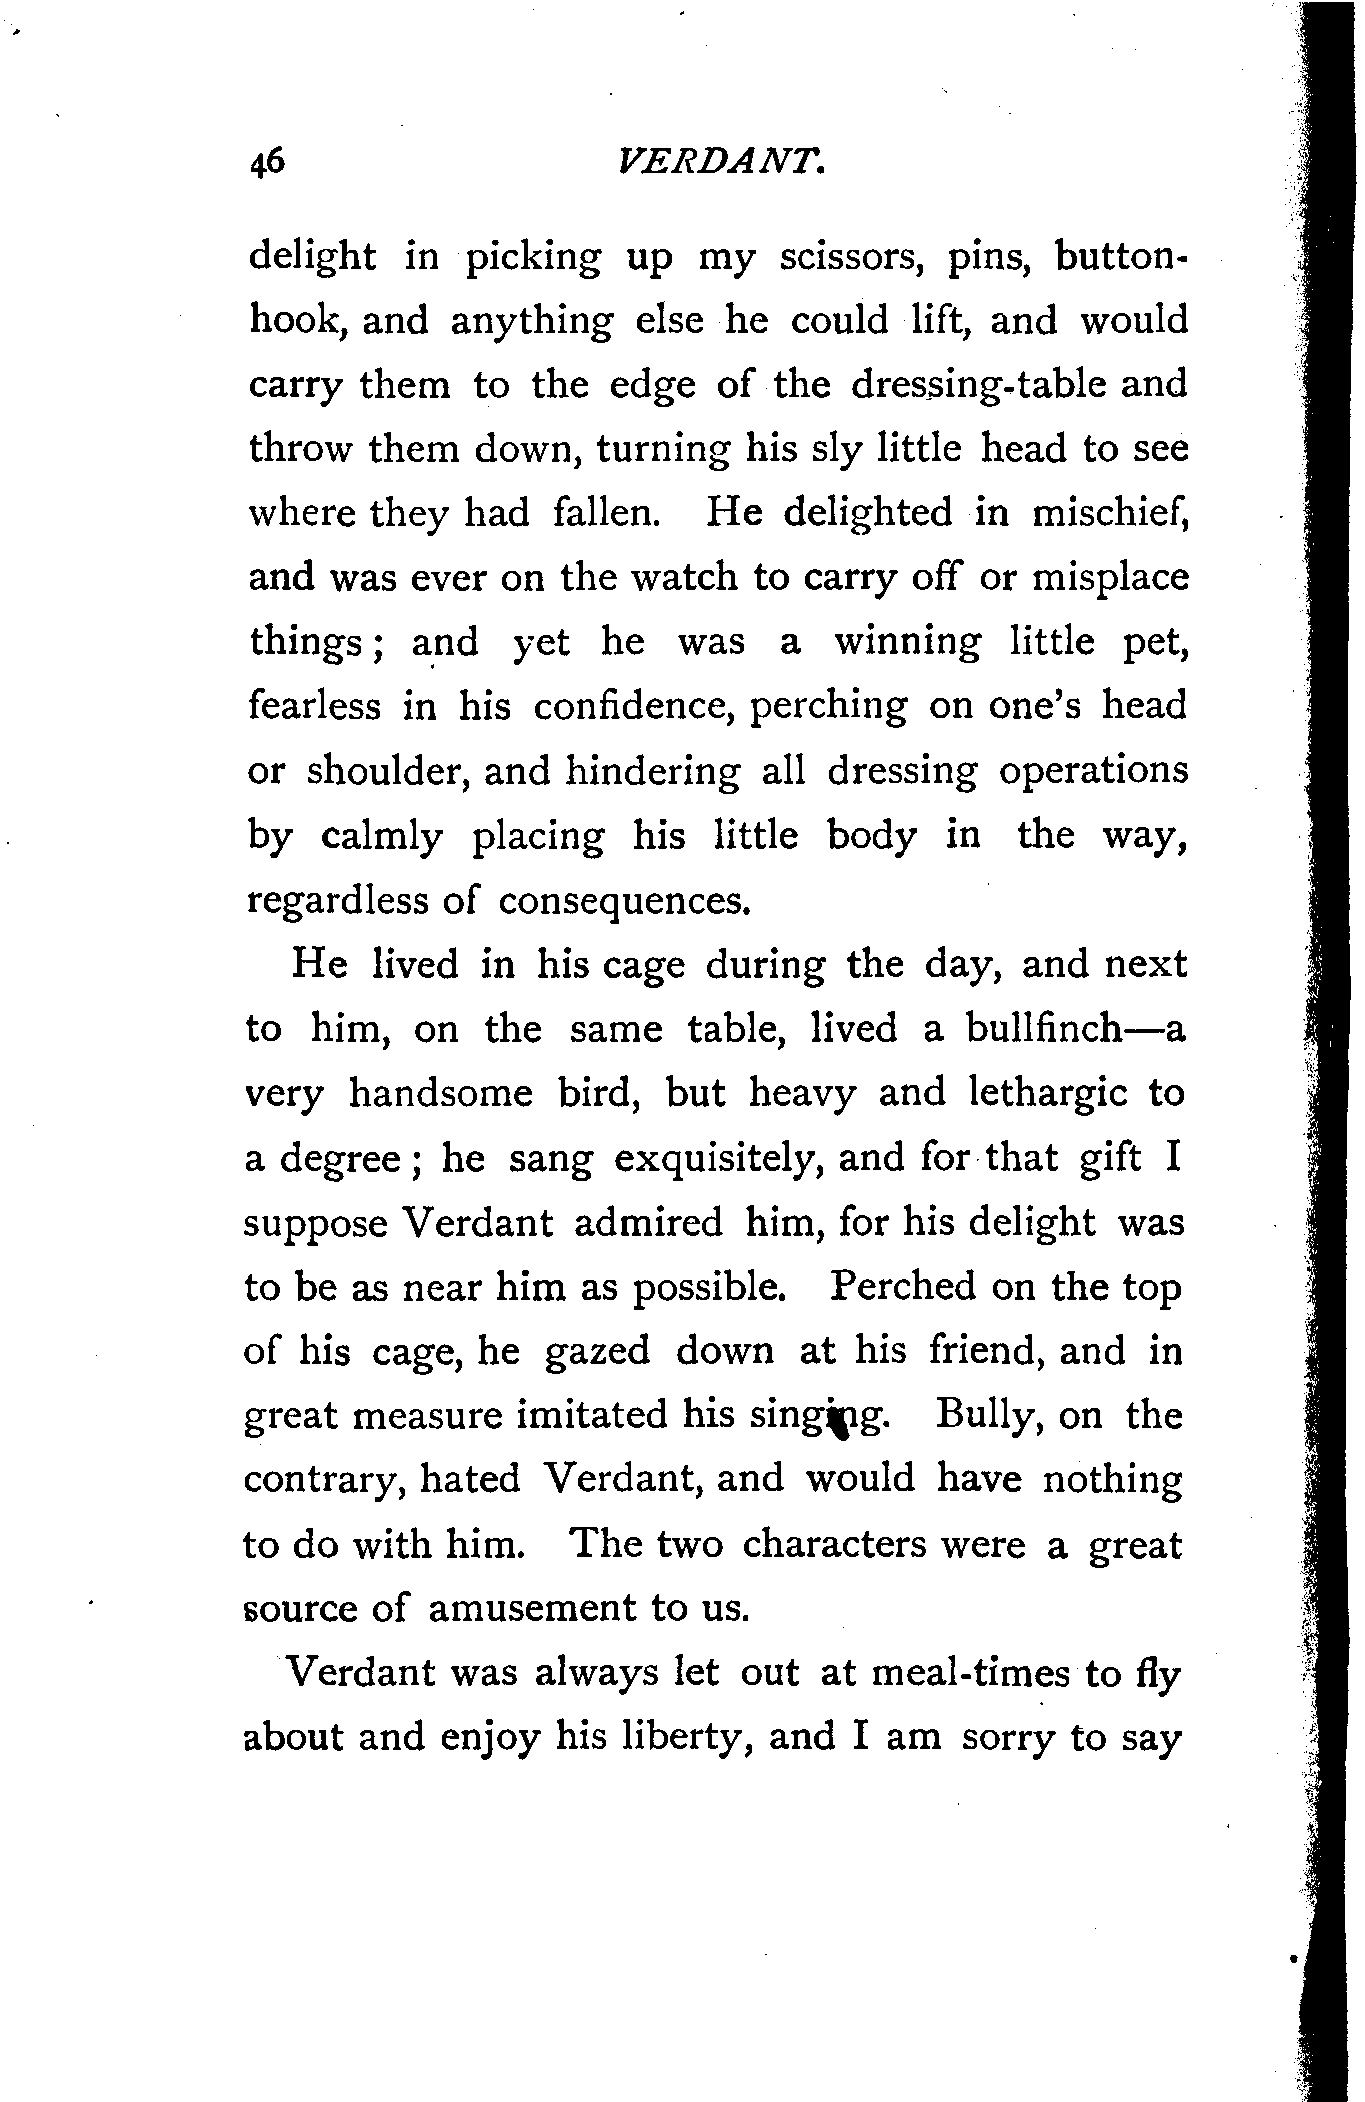 46 VERDANT.
delight in picking up my scissors, pins, button-
hook, and anything else he could lift, and would
carry them to the edge of the dressing-table and
throw them down, turning his sly little head to see
where they had fallen. He delighted in mischief,
and was ever on the watch to carry off or misplace
things ; and yet he was a winning little pet,
fearless in his confidence, perching on one's head
or shoulder, and hindering all dressing operations
by calmly placing his little body in the way,
regardless of consequences.
He lived in his cage during the day, and next
to him, on the same table, lived a bullfinch—a
very handsome bird, but heavy and lethargic to
a degree ; he sang exquisitely, and for that gift I
suppose Verdant admired him, for his delight was
to be as near him as possible. Perched on the top
of his cage, he gazed down at his friend, and in
great measure imitated his singing. Bully, on the
contrary, hated Verdant, and would have nothing
to do with him. The two characters were a great
source of amusement to us.
Verdant was always let out at meal-times to fly
about and enjoy his liberty, and I am sorry to say